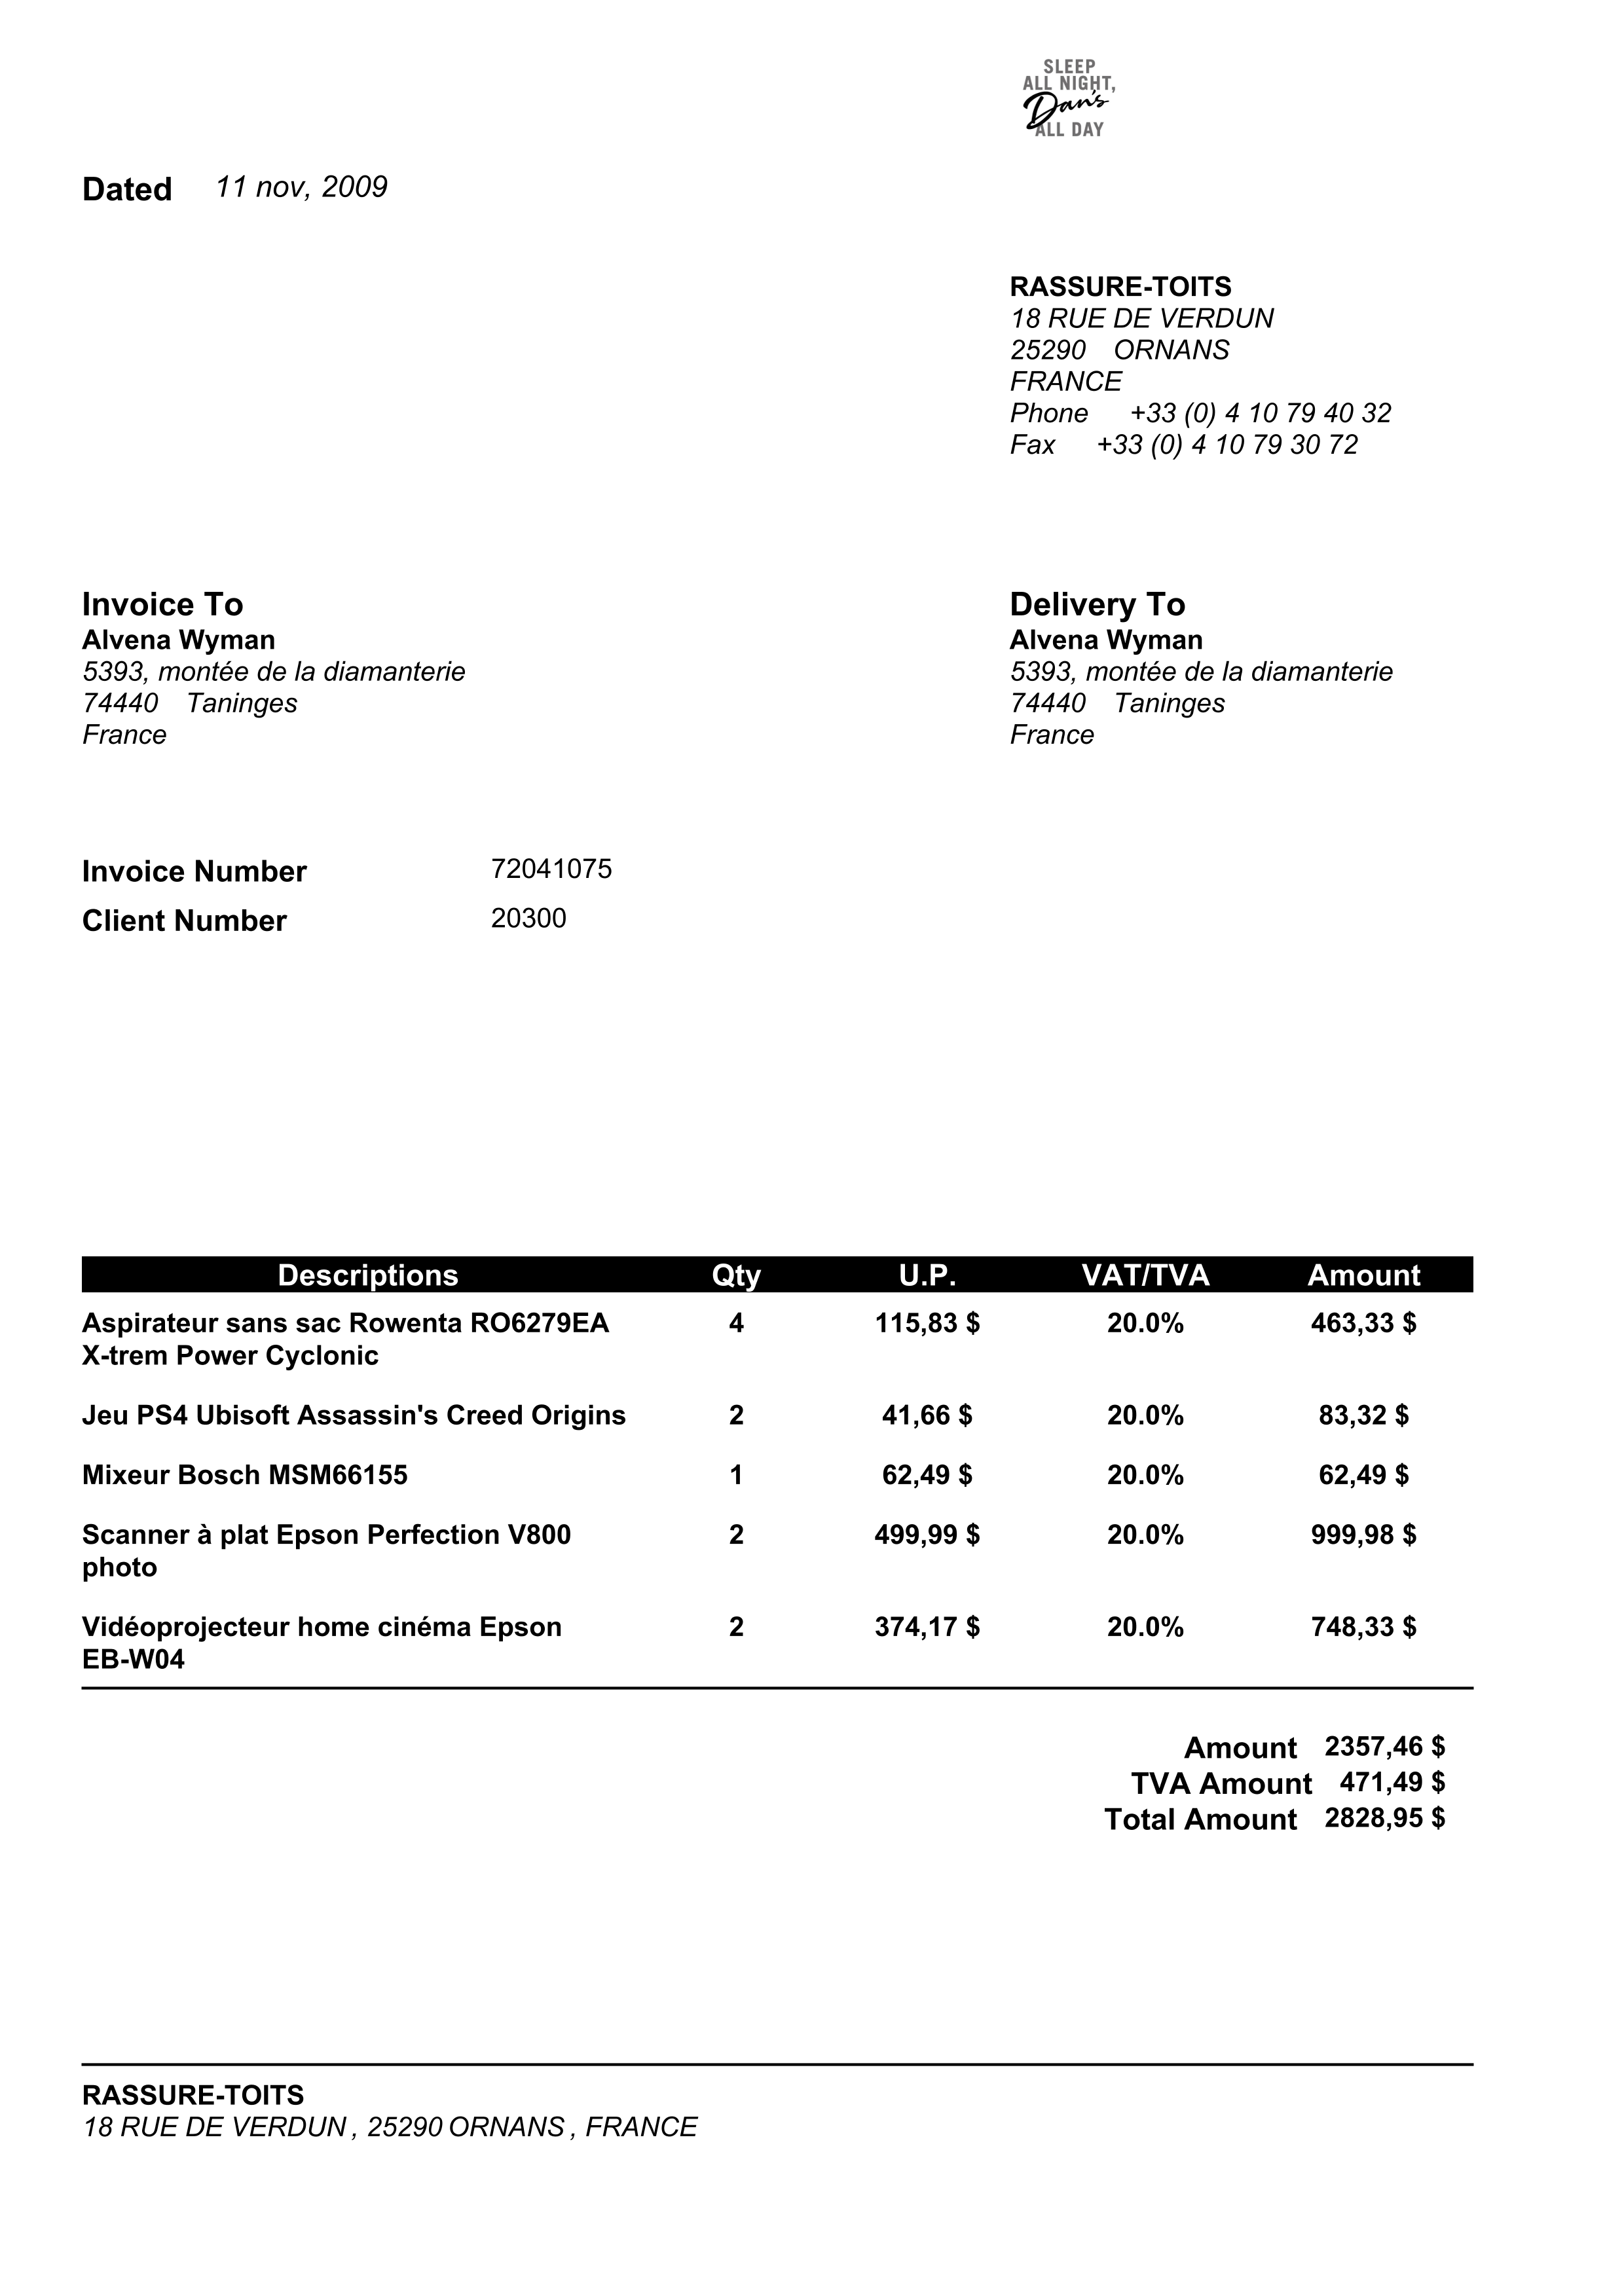 SLEEP
ALL NIGHT,
Dan's
ALL DAY
Dated 11 nov, 2009
RASSURE-TOITS
18 RUE DE VERDUN
25290 ORNANS
FRANCE
Phone +33 (0) 4 10 79 40 32
Fax +33 (0) 4 10 79 30 72
Invoice To
Alvena Wyman
5393, montée de la diamanterie
74440 Taninges
France
Delivery To
Alvena Wyman
5393, montée de la diamanterie
74440 Taninges
France
Invoice Number 72041075
Client Number 20300
Descriptions Qty U.P. VAT/TVA Amount
Aspirateur sans sac Rowenta RO6279EA 4 115,83 $ 20.0% 463,33 $
X-trem Power Cyclonic
Jeu PS4 Ubisoft Assassin's Creed Origins 2 41,66 $ 20.0% 83,32 $
Mixeur Bosch MSM66155 1 62,49 $ 20.0% 62,49 $
Scanner à plat Epson Perfection V800 2 499,99 $ 20.0% 999,98 $
photo
Vidéoprojecteur home cinéma Epson 2 374,17 $ 20.0% 748,33 $
EB-W04
Amount 2357,46 $
TVA Amount 471,49 $
Total Amount 2828,95 $
RASSURE-TOITS
18 RUE DE VERDUN , 25290 ORNANS , FRANCE